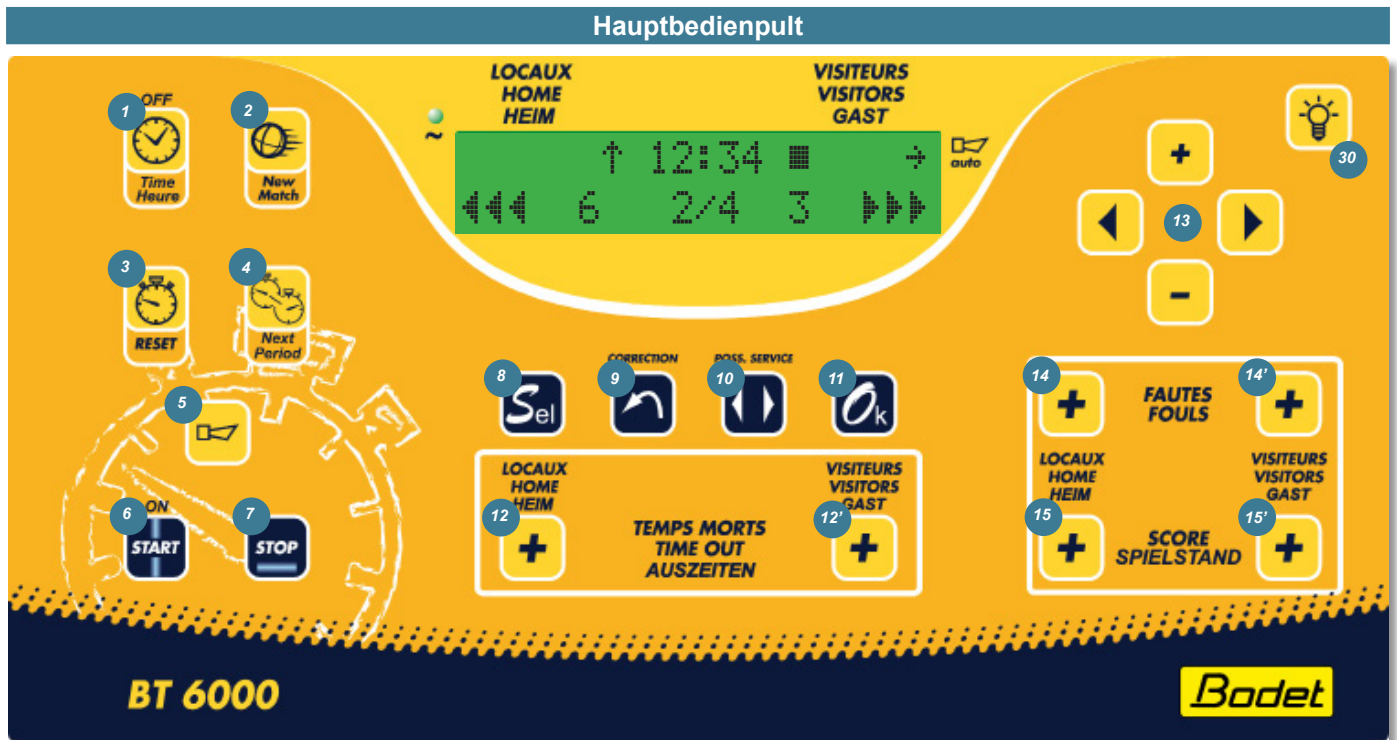 Hauptbedienpult
LOCAUX
HOME
HEIM
VISITEURS
VISITORS
GAST
1
OFF
Time
Heure
2
New
Match
~
↑ 12:34 ■ →
◀◀◀ 6 2/4 3 ▶▶▶
auto
30
+
◀ 13 ▶
-
3
RESET
4
Next
Period
5
6
ON
START
7
STOP
8
Sel
CORRECTION
9
POSS. SERVICE
10
11
Ok
LOCAUX
HOME
HEIM
12
+
TEMPS MORTS
TIME OUT
AUSZEITEN
VISITEURS
VISITORS
GAST
12'
+
14
+
FAUTES
FOULS
14'
+
LOCAUX
HOME
HEIM
VISITEURS
VISITORS
GAST
15
+
SCORE
SPIELSTAND
15'
+
BT 6000
Bodet